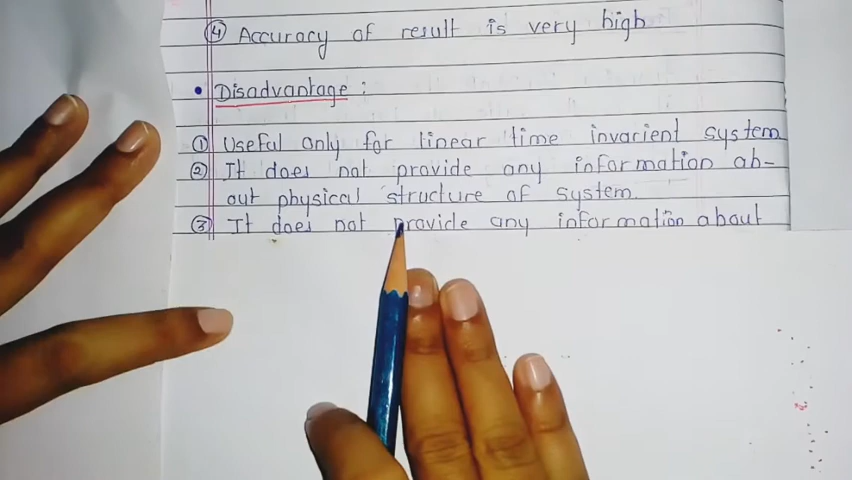 ④ Accuracy of result is very high
• Disadvantage :
① Useful only for linear time invarient system
② It does not provide any information ab-
out physical structure of system.
③ It does not provide any information about